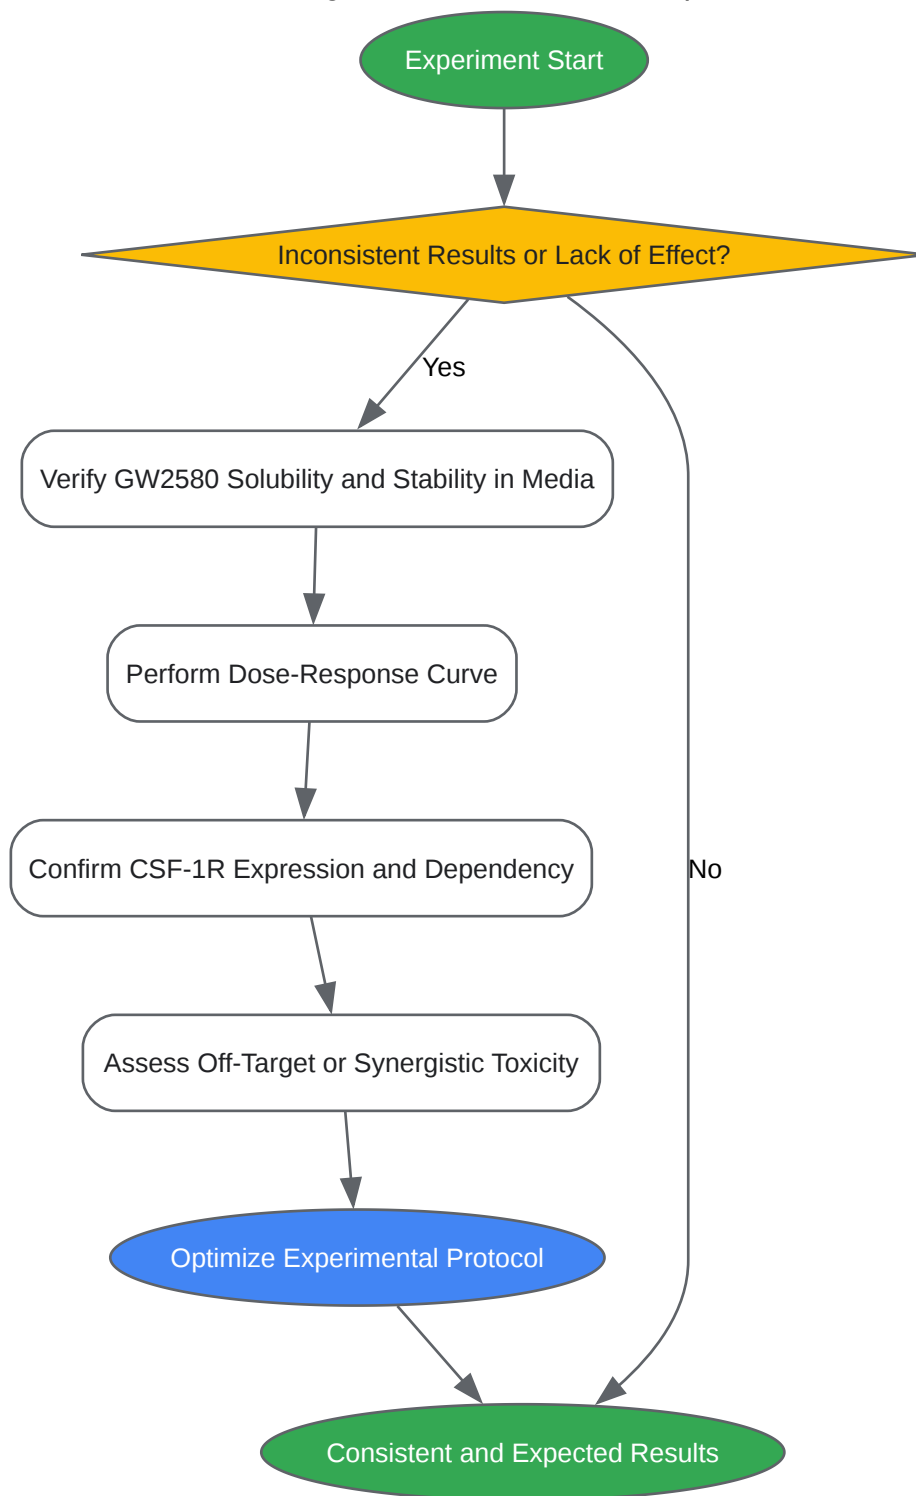 Experiment Start
Inconsistent Results or Lack of Effect?
Yes
Verify GW2580 Solubility and Stability in Media
Perform Dose-Response Curve
Confirm CSF-1R Expression and Dependency
No
Assess Off-Target or Synergistic Toxicity
Optimize Experimental Protocol
Consistent and Expected Results